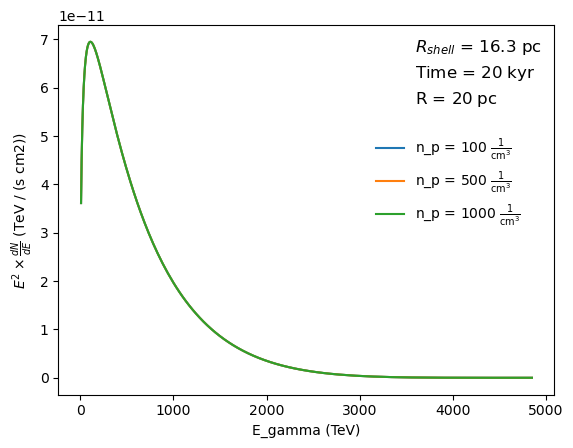 1e−11
R_shell = 16.3 pc
Time = 20 kyr
R = 20 pc
n_p = 100 1/cm³
n_p = 500 1/cm³
n_p = 1000 1/cm³
E² × dN/dE (TeV / (s cm2))
7
6
5
4
3
2
1
0
0 1000 2000 3000 4000 5000
E_gamma (TeV)